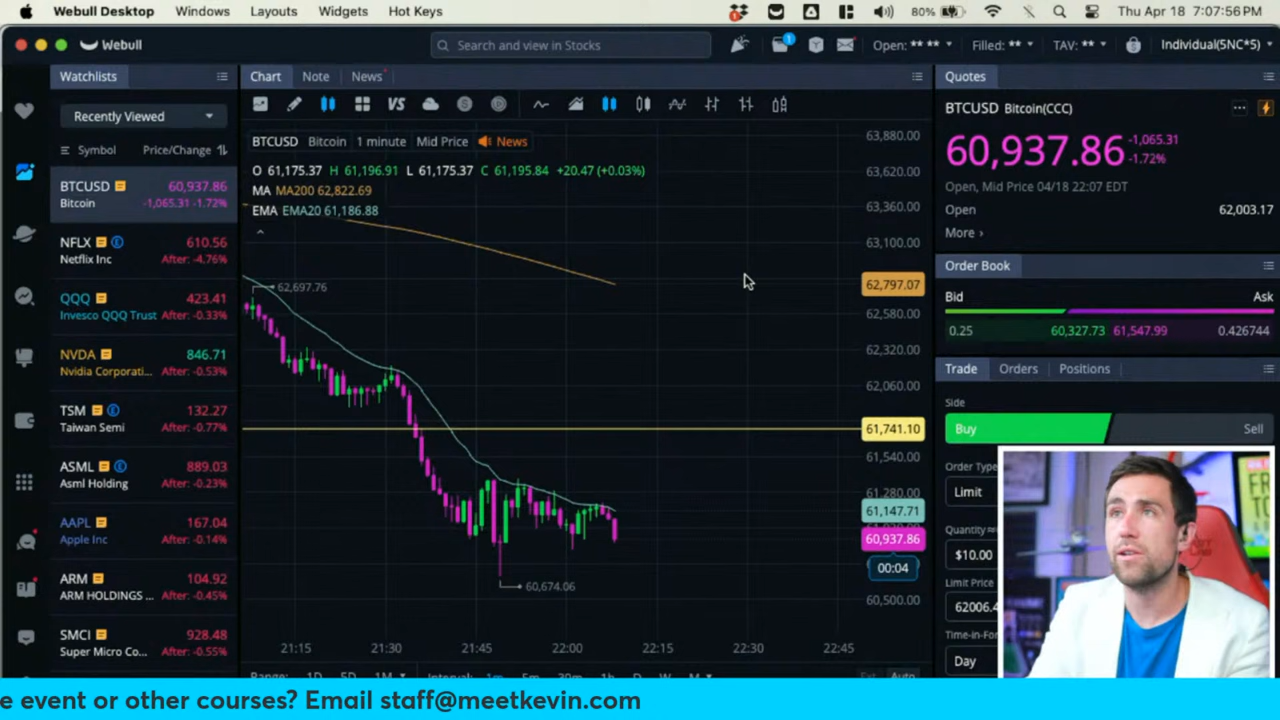 Webull Desktop Windows Layouts Widgets Hot Keys 80% Thu Apr 18 7:07:56 PM
Webull Search and view in Stocks 1 Open: ** ** Filled: ** TAV: ** Individual(5NC*5)
Watchlists
Recently Viewed
Symbol Price/Change
BTCUSD 60,937.86
Bitcoin -1,065.31 -1.72%
NFLX 610.56
Netflix Inc After: -4.76%
QQQ 423.41
Invesco QQQ Trust After: -0.33%
NVDA 846.71
Nvidia Corporati... After: -0.53%
TSM 132.27
Taiwan Semi After: -0.77%
ASML 889.03
Asml Holding After: -0.23%
AAPL 167.04
Apple Inc After: -0.14%
ARM 104.92
ARM HOLDINGS ... After: -0.45%
SMCI 928.48
Super Micro Co... After: -0.55%
Chart Note News
VS S
BTCUSD Bitcoin 1 minute Mid Price News
O 61,175.37 H 61,196.91 L 61,175.37 C 61,195.84 +20.47 (+0.03%)
MA MA200 62,822.69
EMA EMA20 61,186.88
62,697.76
60,674.06
63,880.00
63,620.00
63,360.00
63,100.00
62,797.07
62,580.00
62,320.00
62,060.00
61,741.10
61,540.00
61,280.00
61,147.71
60,937.86
00:04
60,500.00
21:15 21:30 21:45 22:00 22:15 22:30 22:45
Quotes
BTCUSD Bitcoin(CCC)
60,937.86 -1,065.31
-1.72%
Open, Mid Price 04/18 22:07 EDT
Open 62,003.17
More ›
Order Book
Bid Ask
0.25 60,327.73 61,547.99 0.426744
Trade Orders Positions
Side
Buy Sell
Order Type
Limit
Quantity
$10.00
Limit Price
62006.4
Time-in-For
Day
e event or other courses? Email staff@meetkevin.com